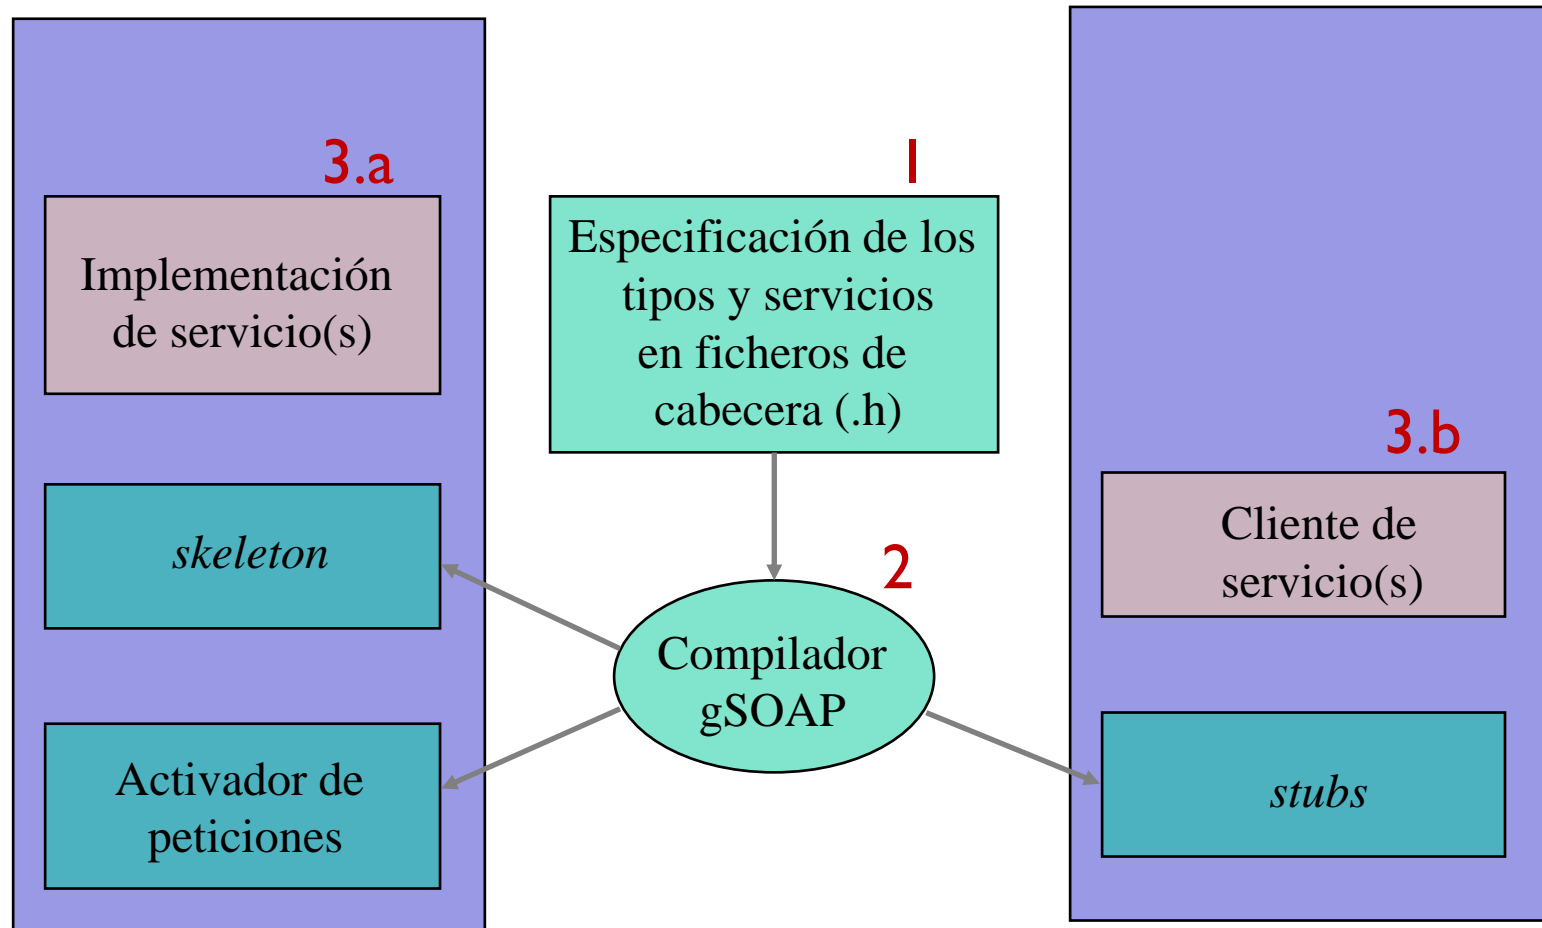 3.a
Implementación
de servicio(s)
skeleton
Activador de
peticiones
1
Especificación de los
tipos y servicios
en ficheros de
cabecera (.h)
2
Compilador
gSOAP
3.b
Cliente de
servicio(s)
stubs